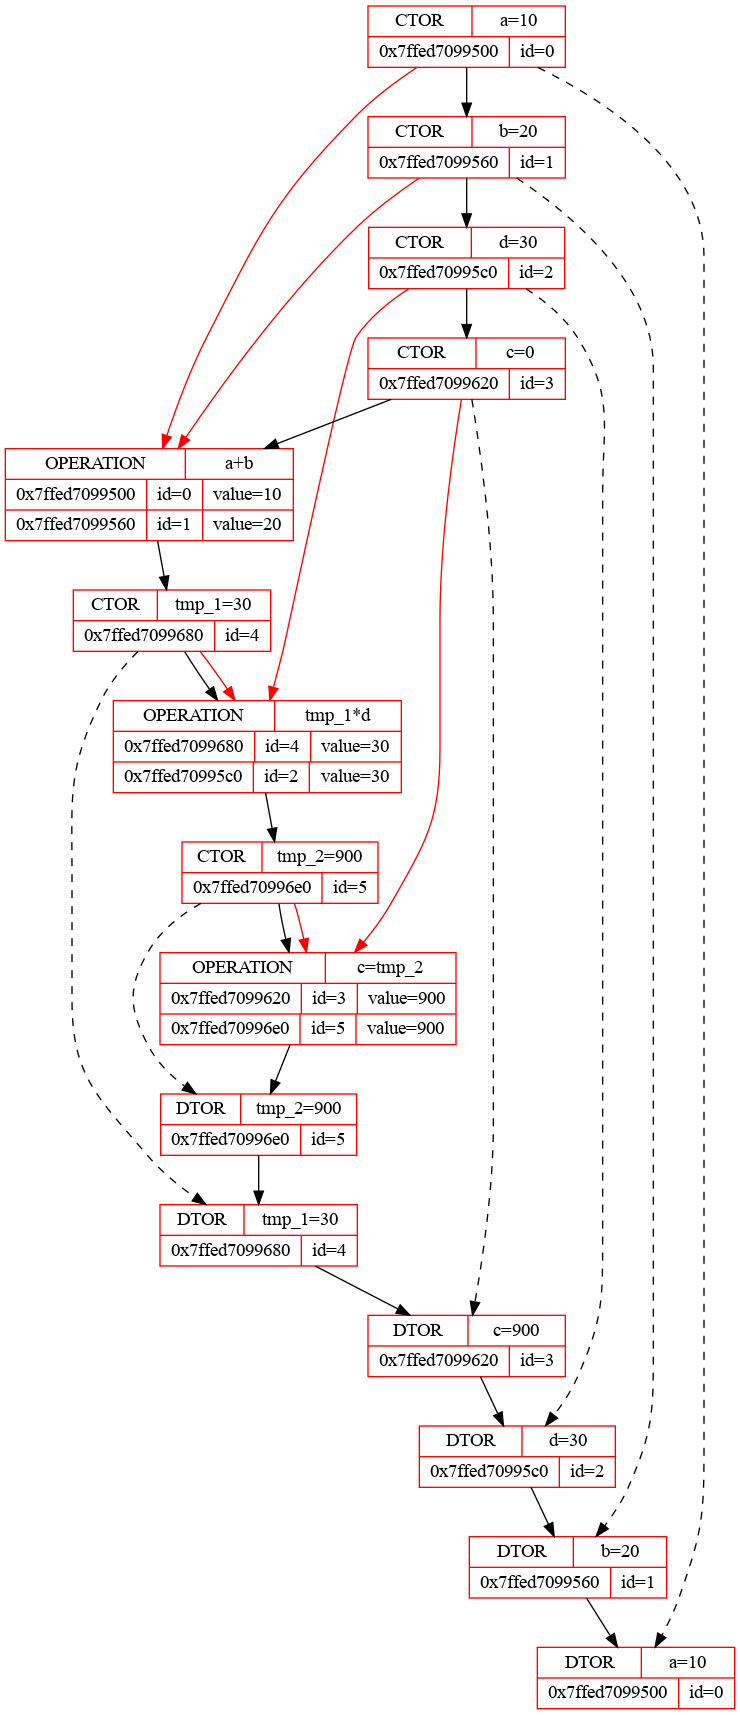 CTOR a=10
0x7ffed7099500 id=0
CTOR b=20
0x7ffed7099560 id=1
CTOR d=30
0x7ffed70995c0 id=2
CTOR c=0
0x7ffed7099620 id=3
OPERATION a+b
0x7ffed7099500 id=0 value=10
0x7ffed7099560 id=1 value=20
CTOR tmp_1=30
0x7ffed7099680 id=4
OPERATION tmp_1*d
0x7ffed7099680 id=4 value=30
0x7ffed70995c0 id=2 value=30
CTOR tmp_2=900
0x7ffed70996e0 id=5
OPERATION c=tmp_2
0x7ffed7099620 id=3 value=900
0x7ffed70996e0 id=5 value=900
DTOR tmp_2=900
0x7ffed70996e0 id=5
DTOR tmp_1=30
0x7ffed7099680 id=4
DTOR c=900
0x7ffed7099620 id=3
DTOR d=30
0x7ffed70995c0 id=2
DTOR b=20
0x7ffed7099560 id=1
DTOR a=10
0x7ffed7099500 id=0